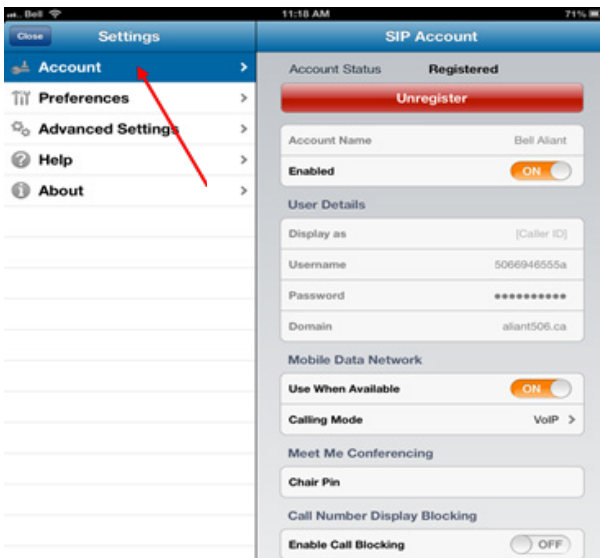 Bell
11:18 AM
71%
Close
Settings
SIP Account
Account
Preferences
Advanced Settings
Help
About
Account Status Registered
Unregister
Account Name Bell Aliant
Enabled ON
User Details
Display as [Caller ID]
Username 5066946555a
Password ••••••••••
Domain aliant506.ca
Mobile Data Network
Use When Available ON
Calling Mode VoIP
Meet Me Conferencing
Chair Pin
Call Number Display Blocking
Enable Call Blocking OFF